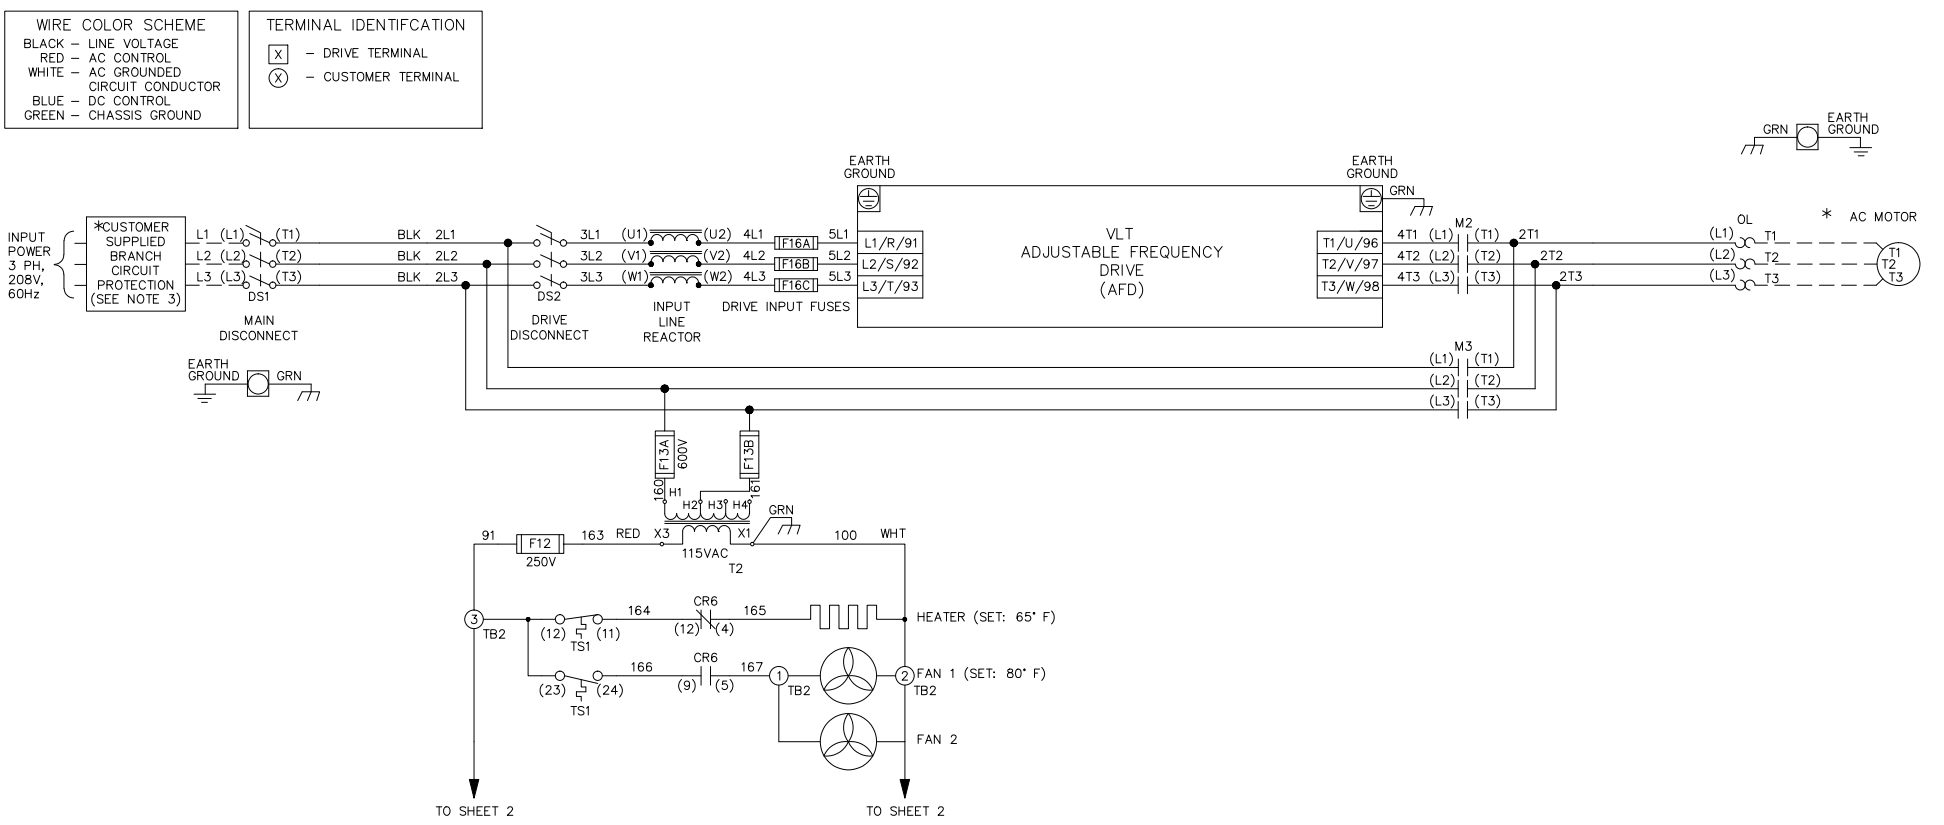 WIRE COLOR SCHEME
BLACK – LINE VOLTAGE
RED – AC CONTROL
WHITE – AC GROUNDED
CIRCUIT CONDUCTOR
BLUE – DC CONTROL
GREEN – CHASSIS GROUND
TERMINAL IDENTIFCATION
X – DRIVE TERMINAL
X – CUSTOMER TERMINAL
GRN
EARTH
GROUND
INPUT
POWER
3 PH,
208V,
60Hz
*CUSTOMER
SUPPLIED
BRANCH
CIRCUIT
PROTECTION
(SEE NOTE 3)
L1 (L1) (T1)
L2 (L2) (T2)
L3 (L3) (T3)
DS1
MAIN
DISCONNECT
BLK 2L1
BLK 2L2
BLK 2L3
DS2
DRIVE
DISCONNECT
3L1 (U1) (U2) 4L1 F16A 5L1
3L2 (V1) (V2) 4L2 F16B 5L2
3L3 (W1) (W2) 4L3 F16C 5L3
INPUT
LINE
REACTOR
DRIVE INPUT FUSES
EARTH
GROUND
L1/R/91
L2/S/92
L3/T/93
VLT
ADJUSTABLE FREQUENCY
DRIVE
(AFD)
EARTH
GROUND
GRN
T1/U/96
T2/V/97
T3/W/98
M2
4T1 (L1) (T1) 2T1
4T2 (L2) (T2) 2T2
4T3 (L3) (T3) 2T3
OL
(L1) T1
(L2) T2
(L3) T3
* AC MOTOR
T1
T2
T3
M3
(L1) (T1)
(L2) (T2)
(L3) (T3)
EARTH
GROUND
GRN
F13A
600V
F13B
160
161
H1
H2
H3
H4
GRN
91
F12
250V
163
RED
X3
X1
115VAC
T2
100
WHT
3
TB2
(12) (11)
TS1
164
CR6
(12) (4)
165
HEATER (SET: 65° F)
(23) (24)
TS1
166
CR6
(9) (5)
167
1
TB2
2
TB2
FAN 1 (SET: 80° F)
FAN 2
TO SHEET 2
TO SHEET 2